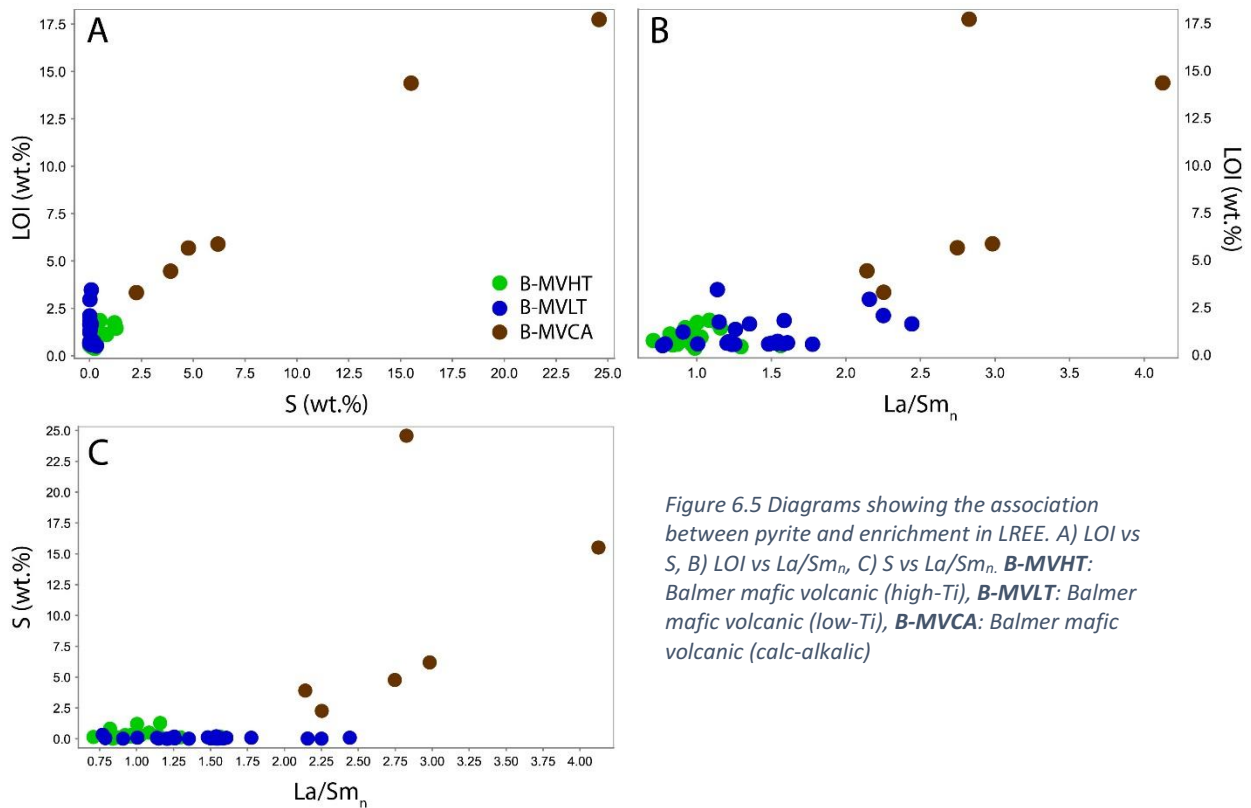 A
17.5
15.0
12.5
10.0
7.5
5.0
2.5
0.0
LOI (wt.%)
0.0 2.5 5.0 7.5 10.0 12.5 15.0 17.5 20.0 22.5 25.0
S (wt.%)
B-MVHT
B-MVLT
B-MVCA
B
17.5
15.0
12.5
10.0
7.5
5.0
2.5
0.0
LOI (wt.%)
1.0 1.5 2.0 2.5 3.0 3.5 4.0
La/Smn
C
25.0
22.5
20.0
17.5
15.0
12.5
10.0
7.5
5.0
2.5
0.0
S (wt.%)
0.75 1.00 1.25 1.50 1.75 2.00 2.25 2.50 2.75 3.00 3.25 3.50 3.75 4.00
La/Smn
Figure 6.5 Diagrams showing the association
between pyrite and enrichment in LREE. A) LOI vs
S, B) LOI vs La/Smn, C) S vs La/Smn. B-MVHT:
Balmer mafic volcanic (high-Ti), B-MVLT: Balmer
mafic volcanic (low-Ti), B-MVCA: Balmer mafic
volcanic (calc-alkalic)